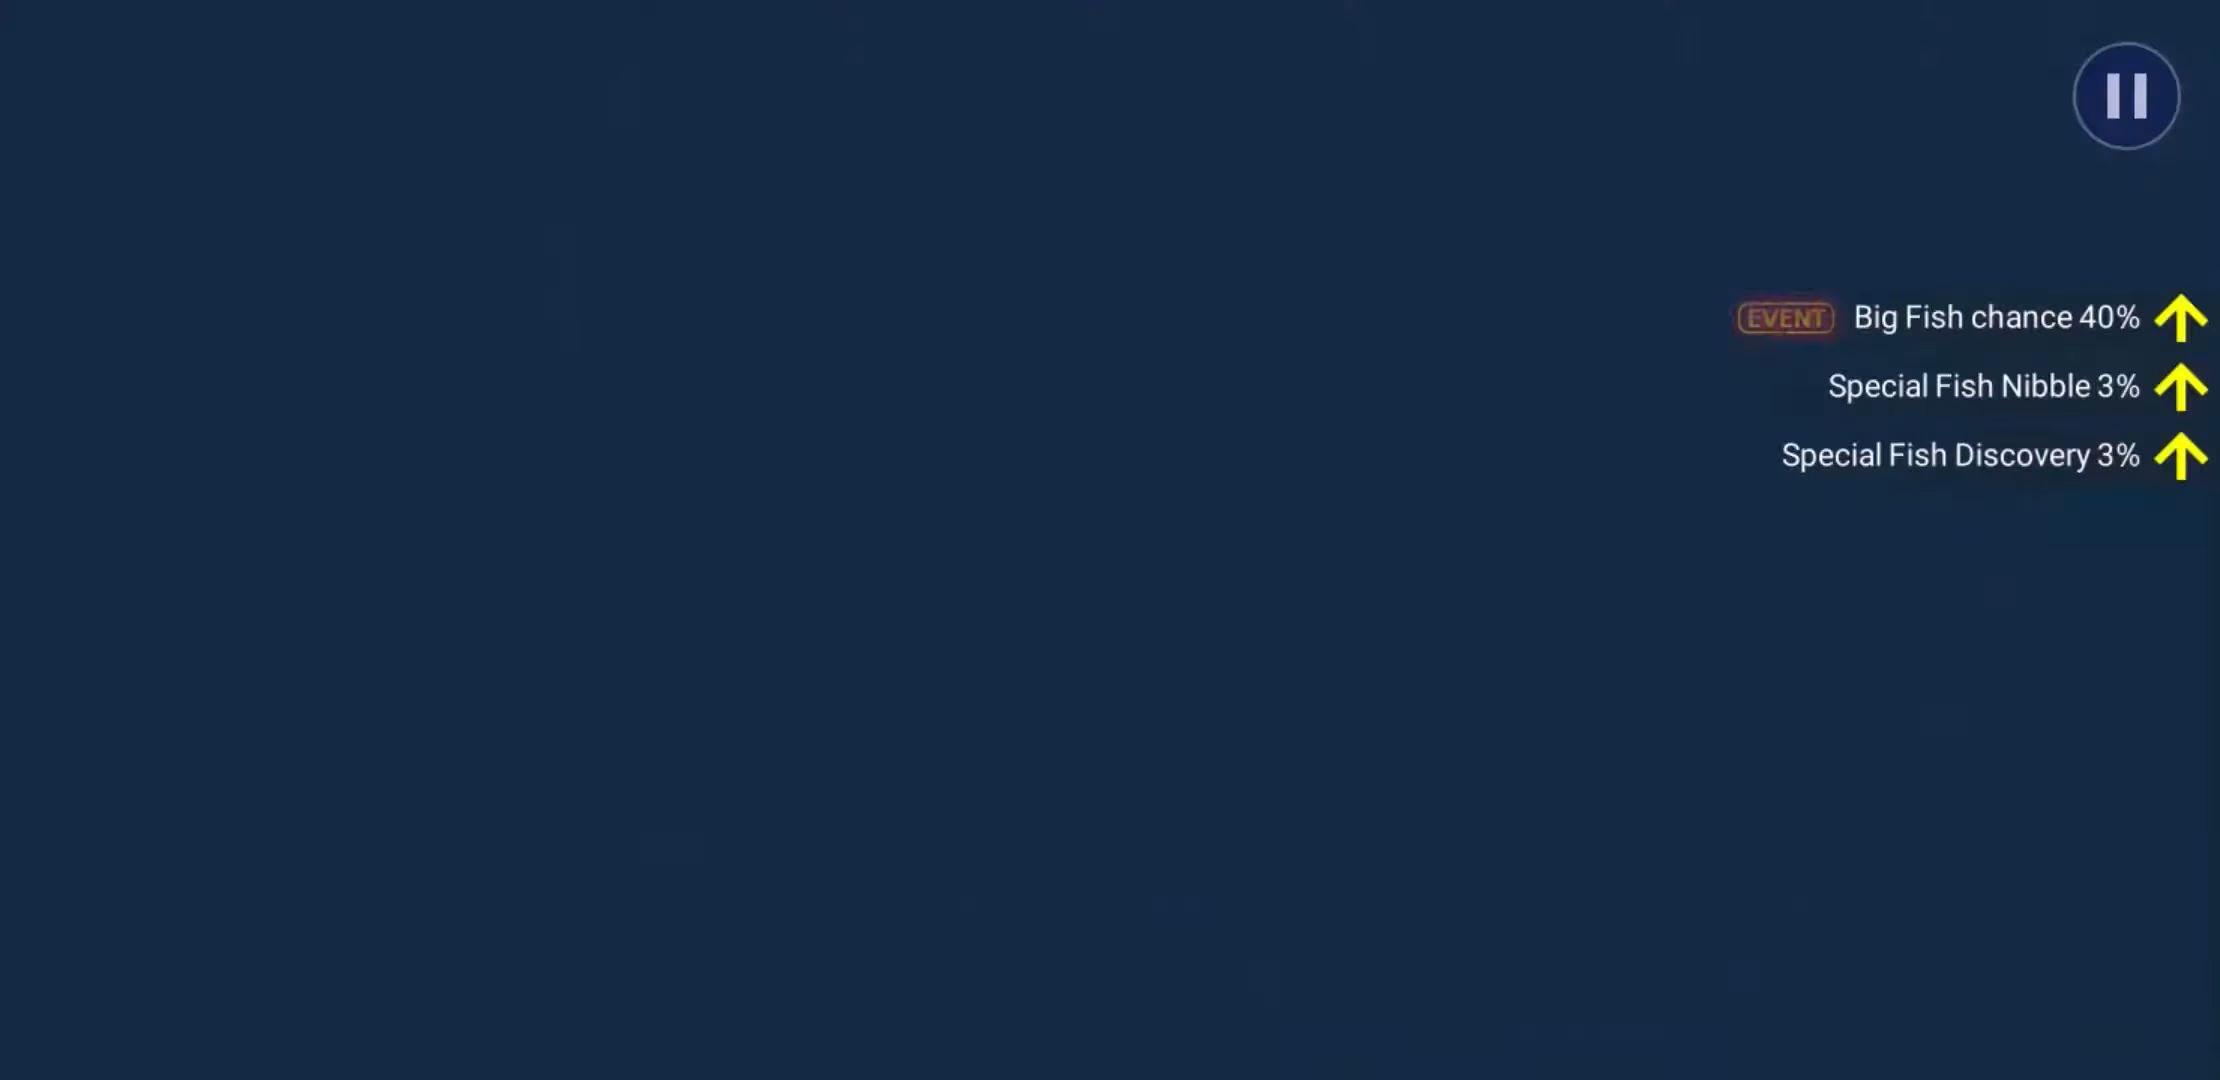 EVENT Big Fish chance 40%
Special Fish Nibble 3%
Special Fish Discovery 3%